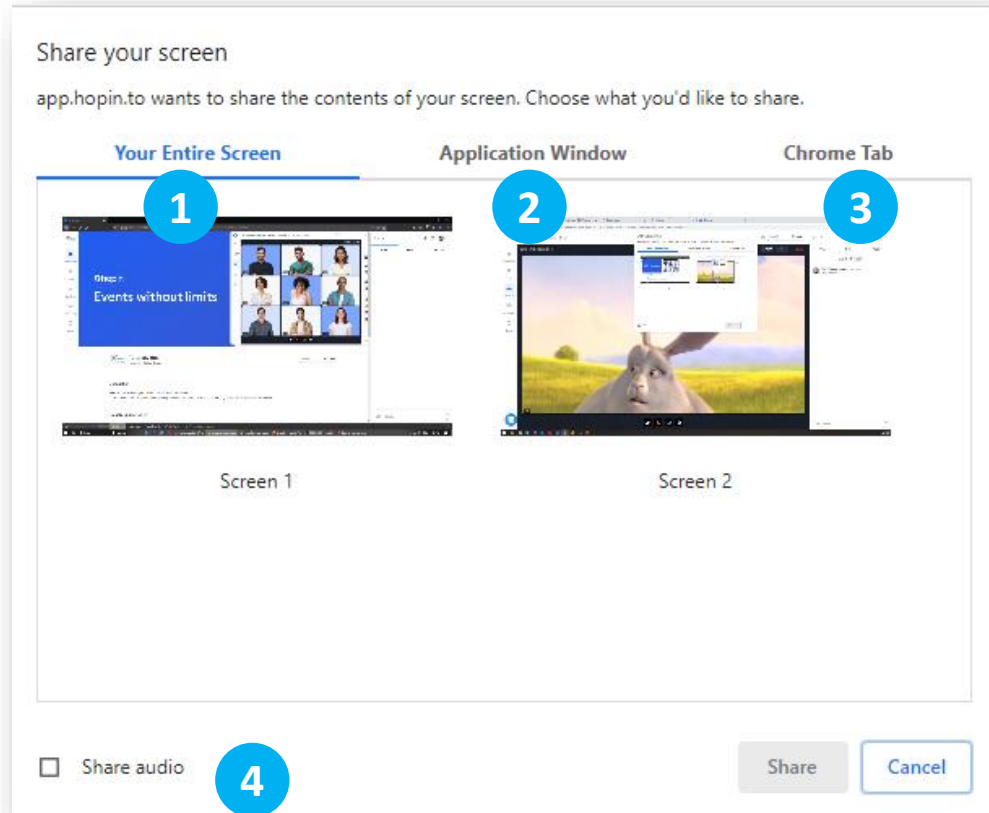 Share your screen
app.hopin.to wants to share the contents of your screen. Choose what you'd like to share.
Your Entire Screen Application Window Chrome Tab
1 2 3
Events without limits
Screen 1 Screen 2
Share audio
4
Share Cancel